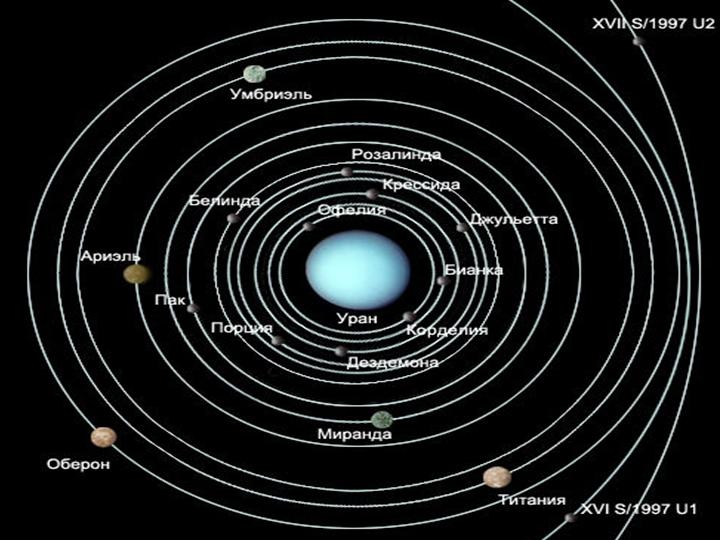 XVII S/1997 U2
Умбриэль
Розалинда
Крессида
Белинда
Офелия
Джульетта
Ариэль
Бианка
Пак
Уран
Порция
Корделия
Дездемона
Миранда
Оберон
Титания
XVI S/1997 U1